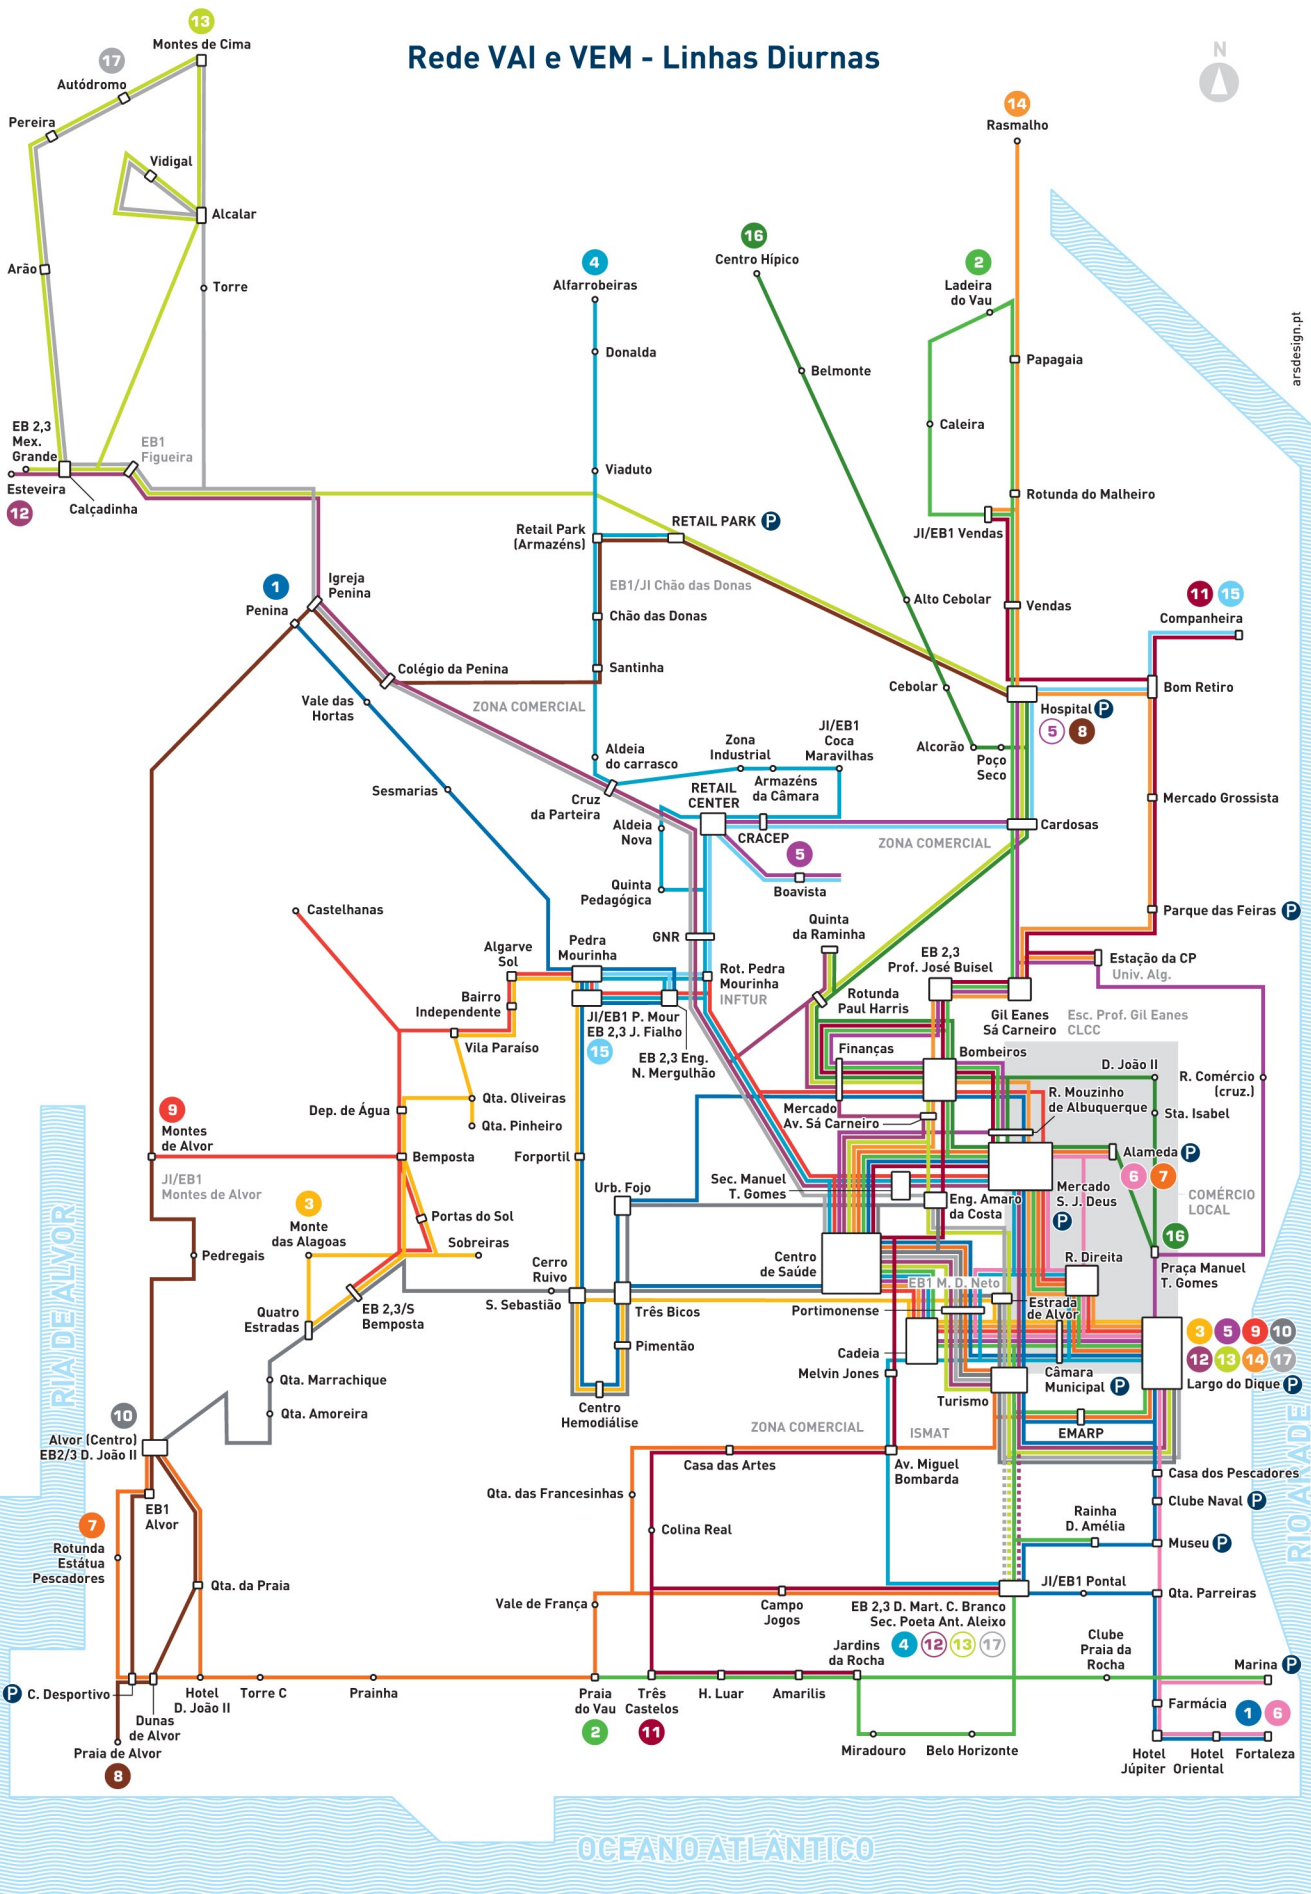 Rede VAI e VEM - Linhas Diurnas
N
arsdesign.pt
13
Montes de Cima
17
Autódromo
Pereira
Vidigal
Alcalar
Arão
Torre
EB 2,3
Mex.
Grande
EB1
Figueira
Esteveira
12
Calçadinha
4
Alfarrobeiras
Donalda
Viaduto
Retail Park
(Armazéns)
RETAIL PARK P
EB1/JI Chão das Donas
Chão das Donas
Santinha
16
Centro Hípico
Belmonte
Alto Cebolar
Cebolar
Alcorão
Poço
Seco
14
Rasmalho
2
Ladeira
do Vau
Papagaia
Caleira
Rotunda do Malheiro
JI/EB1 Vendas
Vendas
11 15
Companheira
Bom Retiro
Hospital P
5 8
Mercado Grossista
Cardosas
Parque das Feiras P
1
Penina
Igreja
Penina
Colégio da Penina
Vale das
Hortas
ZONA COMERCIAL
Sesmarias
Aldeia
do carrasco
Zona
Industrial
JI/EB1
Coca
Maravilhas
Armazéns
da Câmara
Cruz
da Parteira
RETAIL
CENTER
Aldeia
Nova
CRACEP
ZONA COMERCIAL
5
Boavista
Quinta
Pedagógica
Castelhanas
GNR
Quinta
da Raminha
Algarve
Sol
Pedra
Mourinha
Rot. Pedra
Mourinha
INFTUR
EB 2,3
Prof. José Buisel
Estação da CP
Univ. Alg.
Bairro
Independente
JI/EB1 P. Mour
EB 2,3 J. Fialho
15
Rotunda
Paul Harris
Gil Eanes
Sá Carneiro
Esc. Prof. Gil Eanes
CLCC
Vila Paraíso
EB 2,3 Eng.
N. Mergulhão
Finanças
Bombeiros
D. João II
R. Comércio
(cruz.)
Qta. Oliveiras
Dep. de Água
Qta. Pinheiro
Mercado
Av. Sá Carneiro
R. Mouzinho
de Albuquerque
Sta. Isabel
9
Montes
de Alvor
Bemposta
Forportil
Alameda P
6 7
JI/EB1
Montes de Alvor
Sec. Manuel
T. Gomes
Urb. Fojo
Mercado
S. J. Deus
P
COMÉRCIO
LOCAL
3
Monte
das Alagoas
Portas do Sol
Eng. Amaro
da Costa
16
Pedregais
Sobreiras
Cerro
Ruivo
Centro
de Saúde
R. Direita
Praça Manuel
T. Gomes
EB1 M. D. Neto
S. Sebastião
Três Bicos
Portimonense
Estrada
de Alvor
Quatro
Estradas
EB 2,3/S
Bemposta
Pimentão
Cadeia
3 5 9 10
12 13 14 17
Largo do Dique P
Melvin Jones
Câmara
Municipal P
Turismo
Qta. Marrachique
Qta. Amoreira
Centro
Hemodiálise
ZONA COMERCIAL
ISMAT
EMARP
10
Alvor (Centro)
EB2/3 D. João II
Casa das Artes
Av. Miguel
Bombarda
Casa dos Pescadores
Qta. das Francesinhas
Clube Naval P
EB1
Alvor
Rainha
D. Amélia
Colina Real
Museu P
7
Rotunda
Estátua
Pescadores
Qta. da Praia
Vale de França
Campo
Jogos
JI/EB1 Pontal
Qta. Parreiras
EB 2,3 D. Mart. C. Branco
Sec. Poeta Ant. Aleixo
4 12 13 17
Jardins
da Rocha
Clube
Praia da
Rocha
Marina P
P C. Desportivo
Hotel
D. João II
Torre C
Prainha
Praia
do Vau
2
Três
Castelos
11
H. Luar
Amarilis
Farmácia
1 6
Dunas
de Alvor
Praia de Alvor
8
Miradouro
Belo Horizonte
Hotel
Júpiter
Hotel
Oriental
Fortaleza
RIA DE ALVOR
RIO ARADE
OCEANO ATLÂNTICO